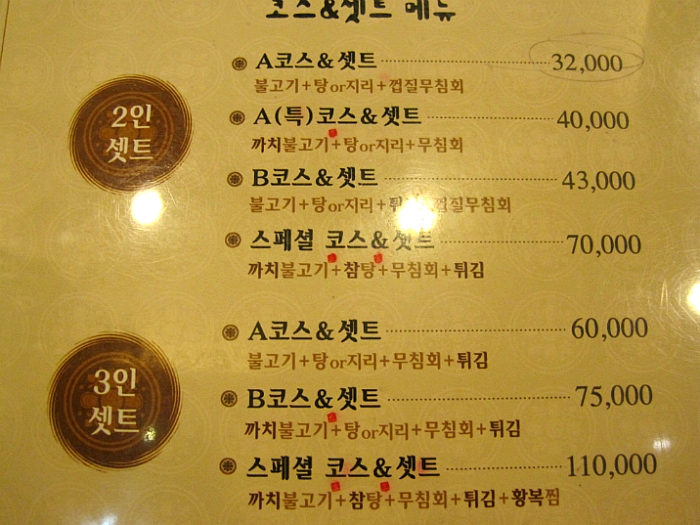 코스&셋트 메뉴
2인
셋트
A코스&셋트 32,000
불고기+탕or지리+껍질무침회
A(특)코스&셋트 40,000
까치불고기+탕or지리+무침회
B코스&셋트 43,000
불고기+탕or지리+튀 껍질무침회
스페셜 코스&셋트 70,000
까치불고기+참탕+무침회+튀김
3인
셋트
A코스&셋트 60,000
불고기+탕or지리+무침회+튀김
B코스&셋트 75,000
까치불고기+탕or지리+무침회+튀김
스페셜 코스&셋트 110,000
까치불고기+참탕+무침회+튀김+황복찜